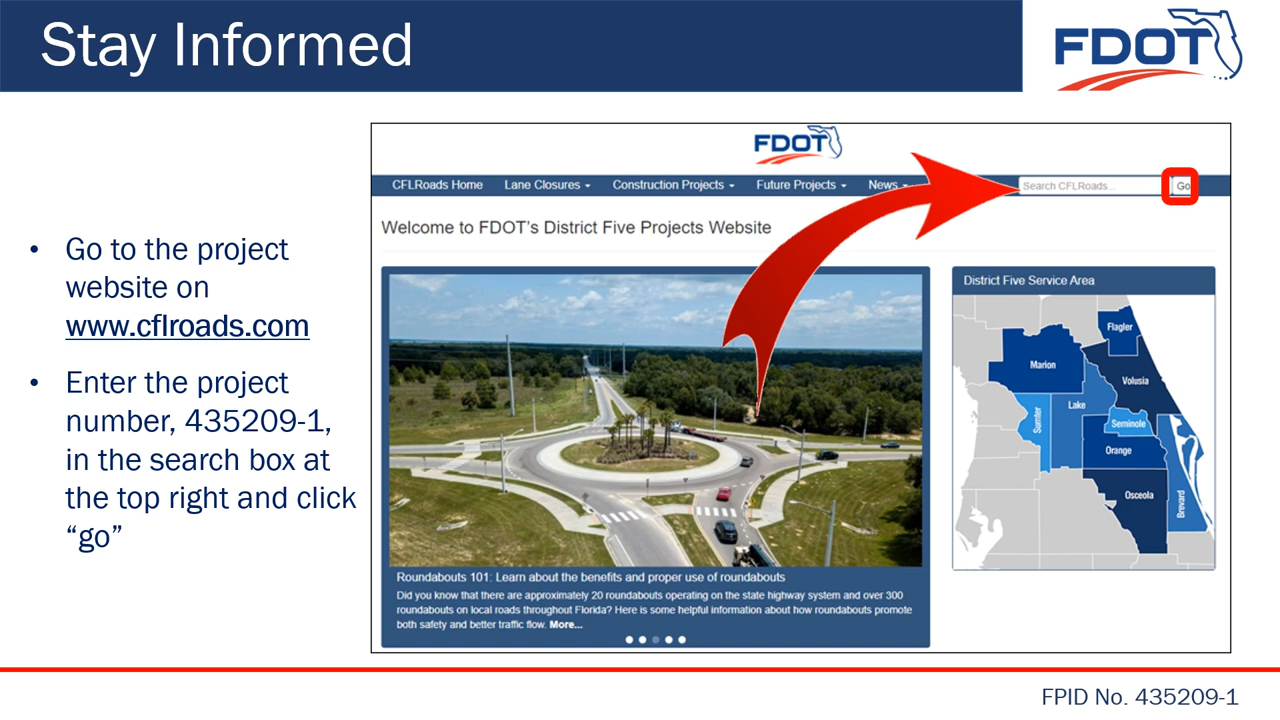 Stay Informed
FDOT
FDOT
CFLRoads Home Lane Closures Construction Projects Future Projects News Search CFLRoads... Go
Welcome to FDOT's District Five Projects Website
• Go to the project
website on
www.cflroads.com
• Enter the project
number, 435209-1,
in the search box at
the top right and click
“go”
Roundabouts 101: Learn about the benefits and proper use of roundabouts
Did you know that there are approximately 20 roundabouts operating on the state highway system and over 300
roundabouts on local roads throughout Florida? Here is some helpful information about how roundabouts promote
both safety and better traffic flow. More...
District Five Service Area
Flagler
Marion
Volusia
Lake
Sumter
Seminole
Orange
Osceola
Brevard
FPID No. 435209-1